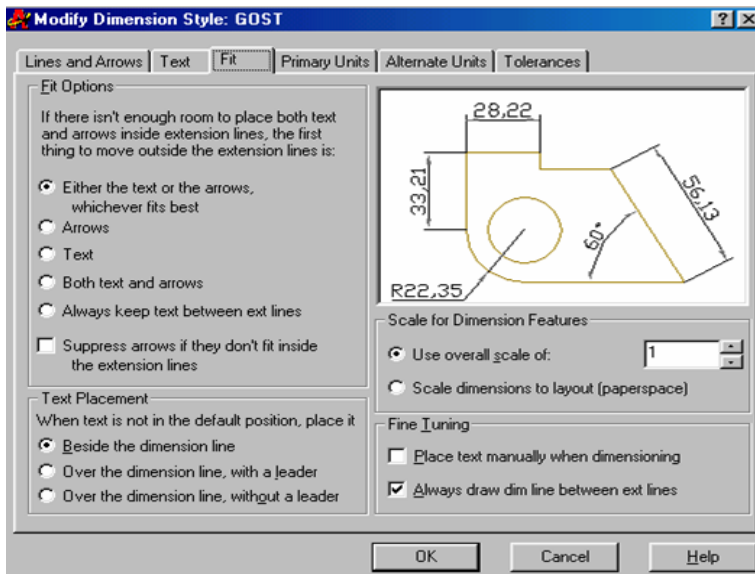 Modify Dimension Style: GOST
Lines and Arrows
Text
Fit
Primary Units
Alternate Units
Tolerances
Fit Options
If there isn't enough room to place both text
and arrows inside extension lines, the first
thing to move outside the extension lines is:
Either the text or the arrows,
whichever fits best
Arrows
Text
Both text and arrows
Always keep text between ext lines
Suppress arrows if they don't fit inside
the extension lines
Text Placement
When text is not in the default position, place it
Beside the dimension line
Over the dimension line, with a leader
Over the dimension line, without a leader
28,22
33,21
56,13
60°
R22,35
Scale for Dimension Features
Use overall scale of:
1
Scale dimensions to layout (paperspace)
Fine Tuning
Place text manually when dimensioning
Always draw dim line between ext lines
OK
Cancel
Help